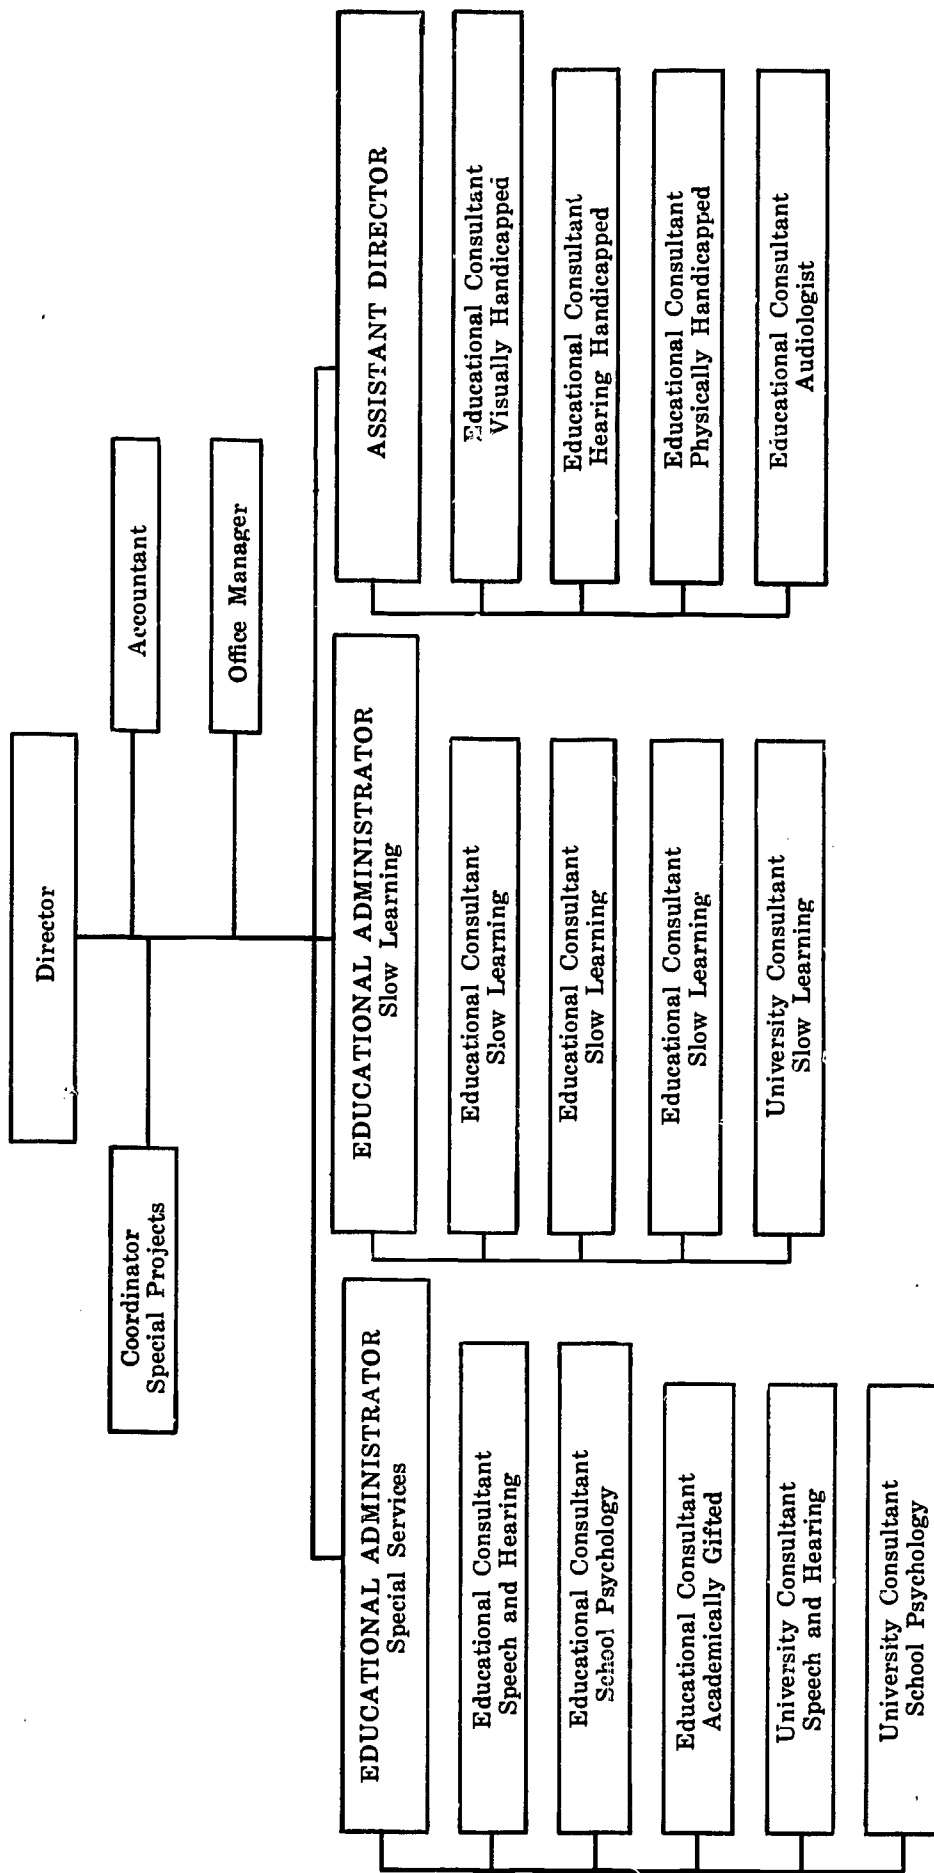 Director
Coordinator
Special Projects
Accountant
Office Manager
EDUCATIONAL ADMINISTRATOR
Special Services
Educational Consultant
Speech and Hearing
Educational Consultant
School Psychology
Educational Consultant
Academically Gifted
University Consultant
Speech and Hearing
University Consultant
School Psychology
EDUCATIONAL ADMINISTRATOR
Slow Learning
Educational Consultant
Slow Learning
Educational Consultant
Slow Learning
Educational Consultant
Slow Learning
University Consultant
Slow Learning
ASSISTANT DIRECTOR
Educational Consultant
Visually Handicapped
Educational Consultant
Hearing Handicapped
Educational Consultant
Physically Handicapped
Educational Consultant
Audiologist